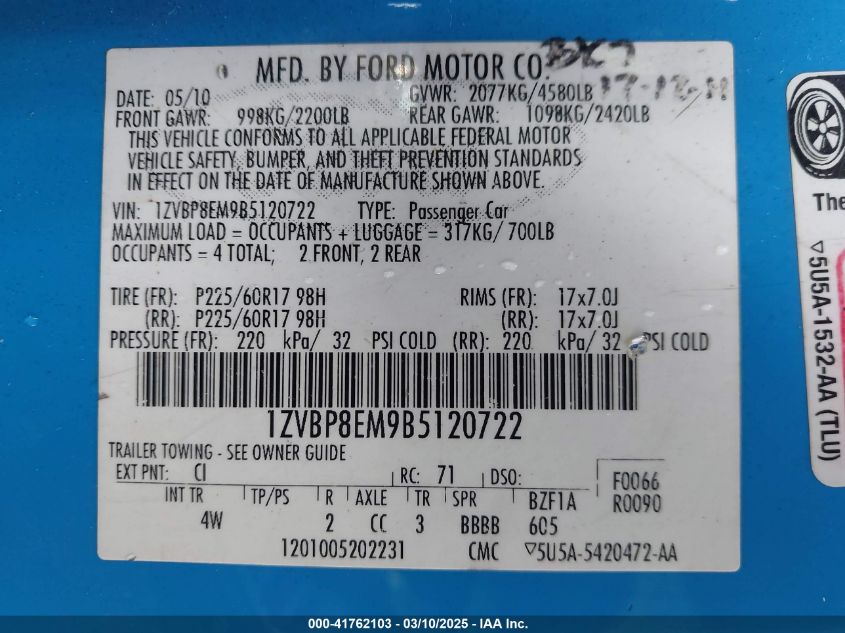 MFD. BY FORD MOTOR CO.
DATE: 05/10 GVWR: 2077KG/4580LB
FRONT GAWR: 998KG/2200LB REAR GAWR: 1098KG/2420LB
THIS VEHICLE CONFORMS TO ALL APPLICABLE FEDERAL MOTOR
VEHICLE SAFETY, BUMPER, AND THEFT PREVENTION STANDARDS
IN EFFECT ON THE DATE OF MANUFACTURE SHOWN ABOVE.
VIN: 1ZVBP8EM9B5120722 TYPE: Passenger Car
MAXIMUM LOAD = OCCUPANTS + LUGGAGE = 317KG/700LB
OCCUPANTS = 4 TOTAL; 2 FRONT, 2 REAR
TIRE (FR): P225/60R17 98H RIMS (FR): 17x7.0J
(RR): P225/60R17 98H (RR): 17x7.0J
PRESSURE (FR): 220 kPa/ 32 PSI COLD (RR): 220 kPa/ 32 PSI COLD
1ZVBP8EM9B5120722
TRAILER TOWING - SEE OWNER GUIDE
EXT PNT: CI RC: 71 DSO: F0066
INT TR TP/PS R AXLE TR SPR BZF1A R0090
4W 2 CC 3 BBBB 605
1201005202231 CMC ▽5U5A-5420472-AA
The
▽5U5A-1532-AA (TLU)
000-41762103 - 03/10/2025 - IAA Inc.